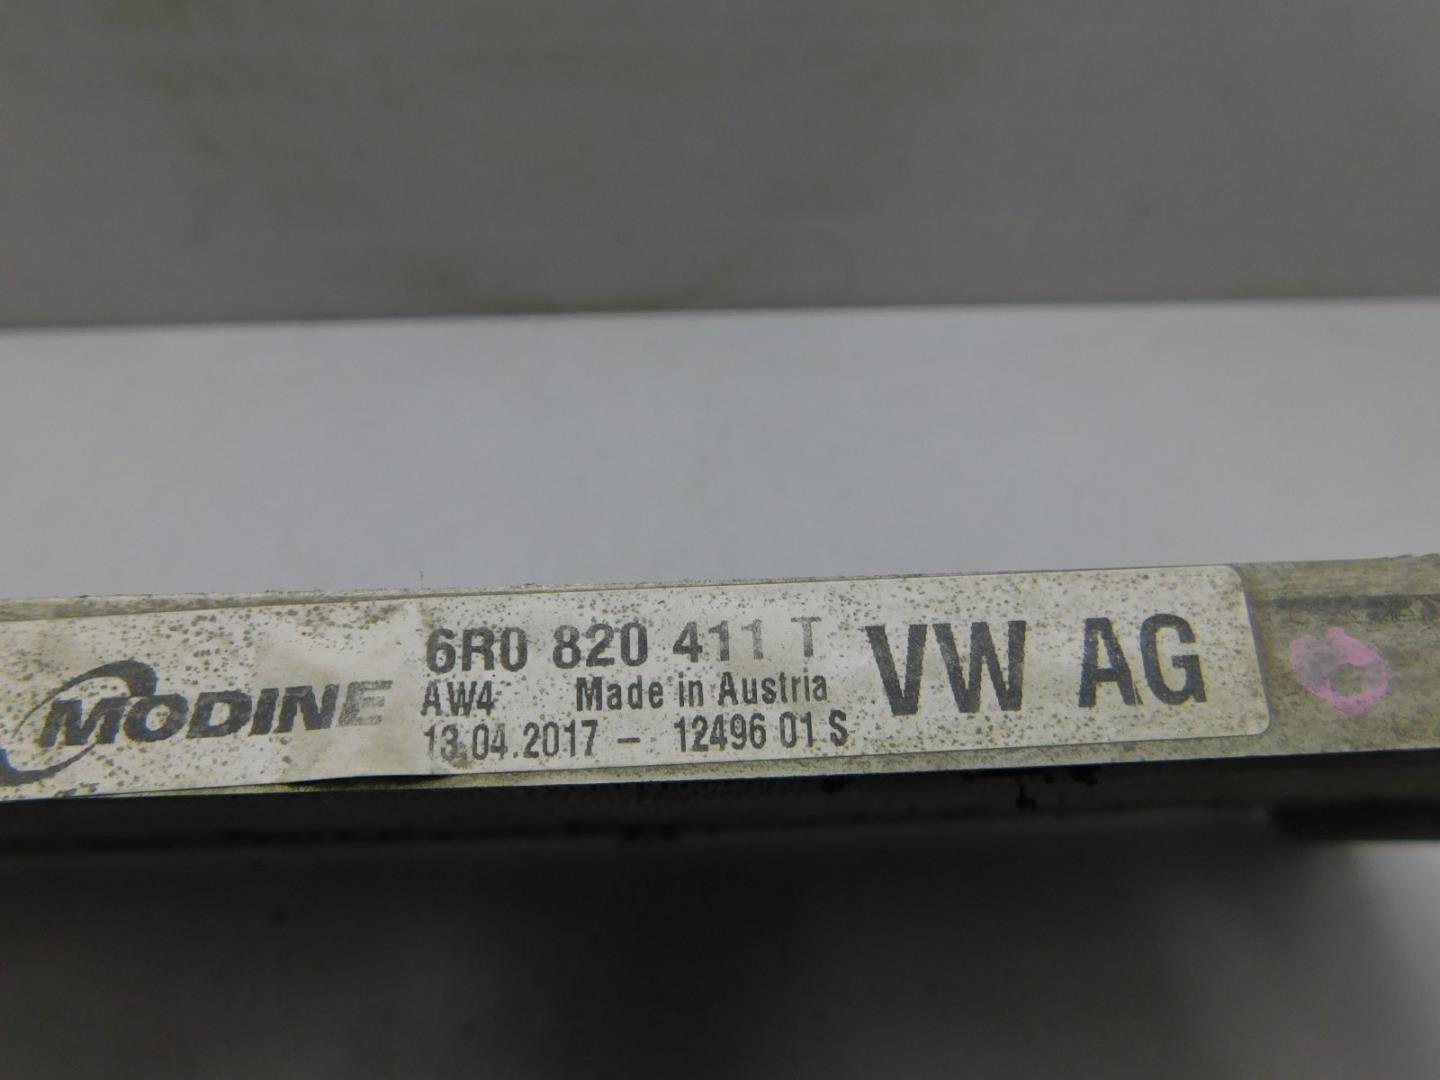 MODINE
6R0 820 411 T
AW4 Made in Austria
13.04.2017 - 12496 01 S
VW AG